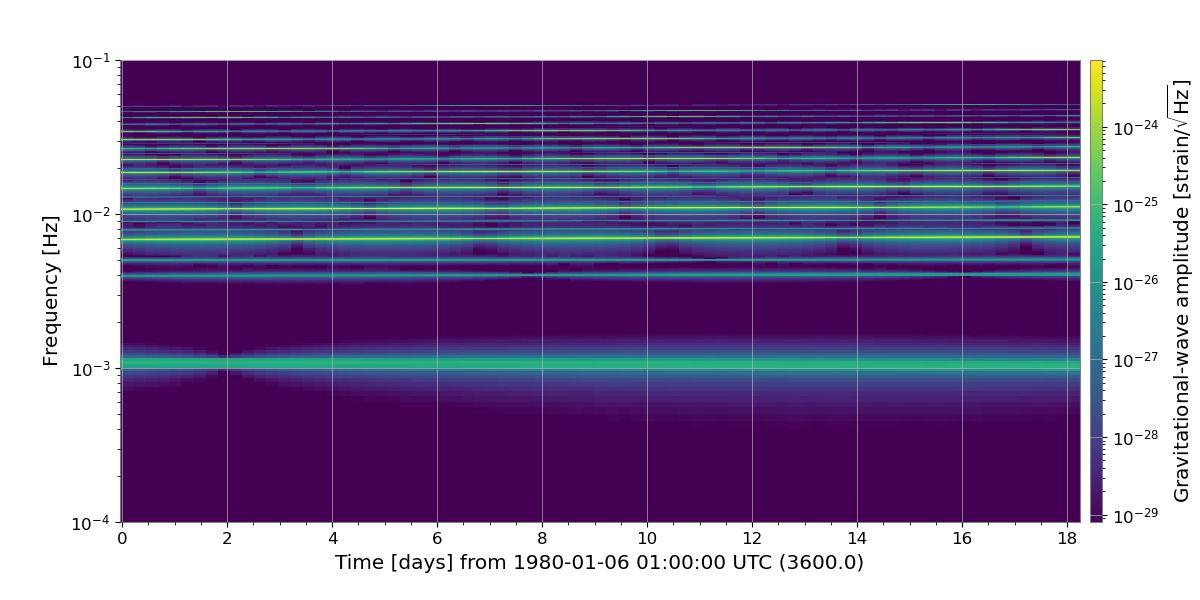 Frequency [Hz]
10⁻¹
10⁻²
10⁻³
10⁻⁴
0 2 4 6 8 10 12 14 16 18
Time [days] from 1980-01-06 01:00:00 UTC (3600.0)
10⁻²⁴
10⁻²⁵
10⁻²⁶
10⁻²⁷
10⁻²⁸
10⁻²⁹
Gravitational-wave amplitude [strain/√Hz]